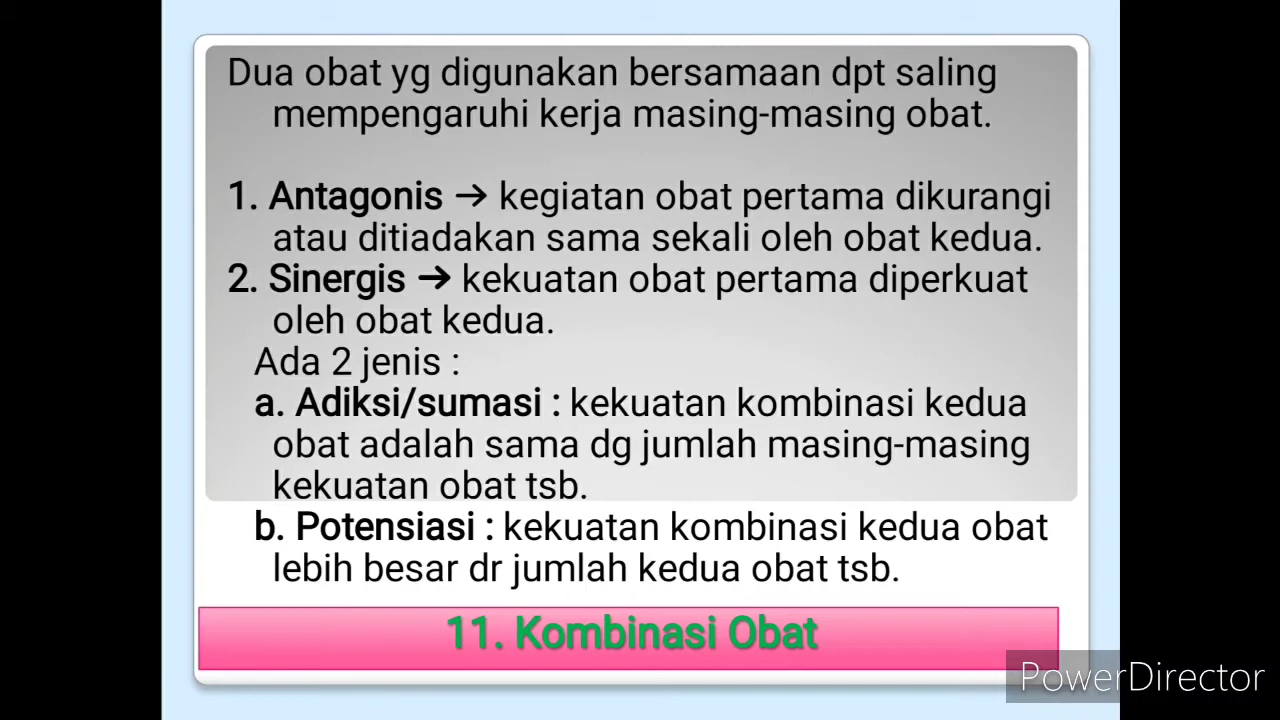 Dua obat yg digunakan bersamaan dpt saling
mempengaruhi kerja masing-masing obat.
1. Antagonis → kegiatan obat pertama dikurangi
atau ditiadakan sama sekali oleh obat kedua.
2. Sinergis → kekuatan obat pertama diperkuat
oleh obat kedua.
Ada 2 jenis :
a. Adiksi/sumasi : kekuatan kombinasi kedua
obat adalah sama dg jumlah masing-masing
kekuatan obat tsb.
b. Potensiasi : kekuatan kombinasi kedua obat
lebih besar dr jumlah kedua obat tsb.
11. Kombinasi Obat
PowerDirector